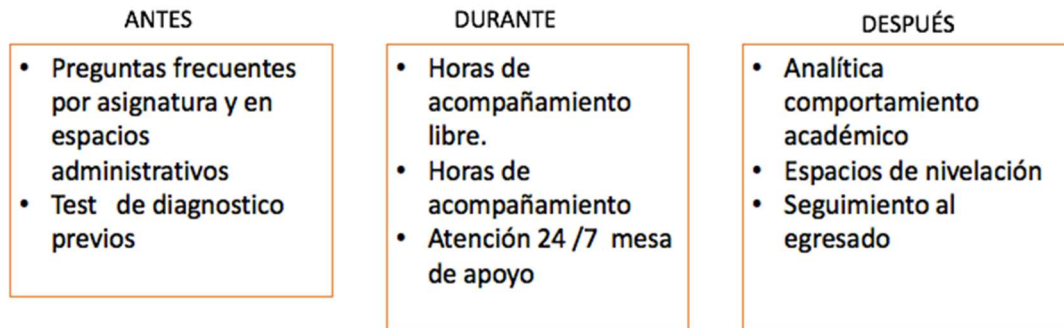 ANTES
• Preguntas frecuentes
por asignatura y en
espacios
administrativos
• Test de diagnostico
previos
DURANTE
• Horas de
acompañamiento
libre.
• Horas de
acompañamiento
• Atención 24 /7 mesa
de apoyo
DESPUÉS
• Analítica
comportamiento
académico
• Espacios de nivelación
• Seguimiento al
egresado